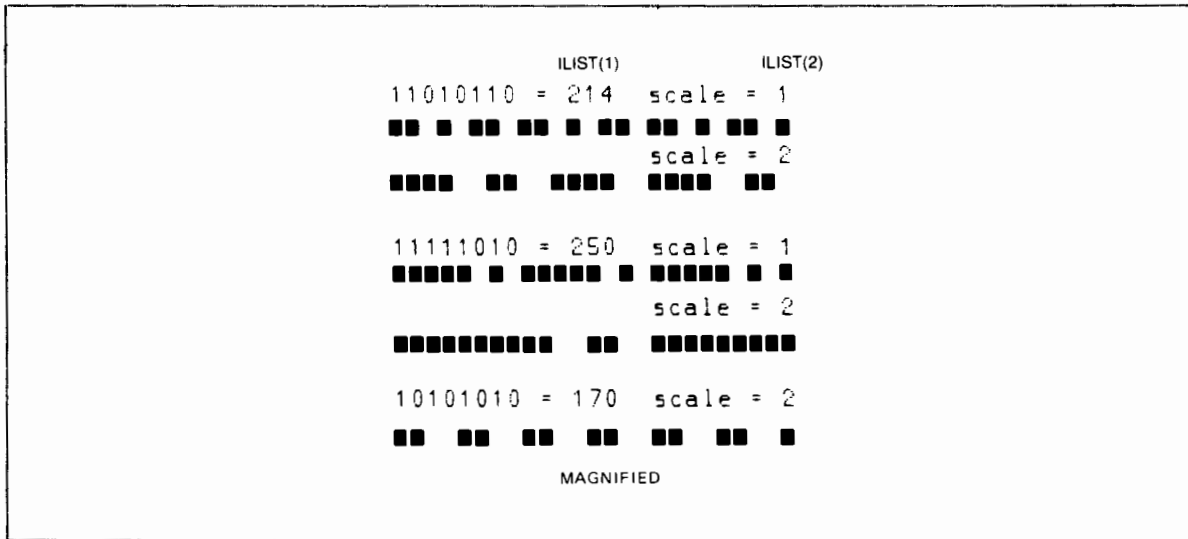 ILIST(1) ILIST(2)
11010110 = 214 scale = 1
scale = 2
11111010 = 250 scale = 1
scale = 2
10101010 = 170 scale = 2
MAGNIFIED